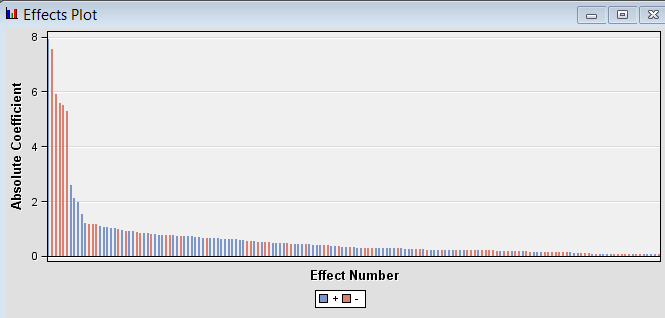 Effects Plot
8
6
4
2
0
Absolute Coefficient
Effect Number
+ -